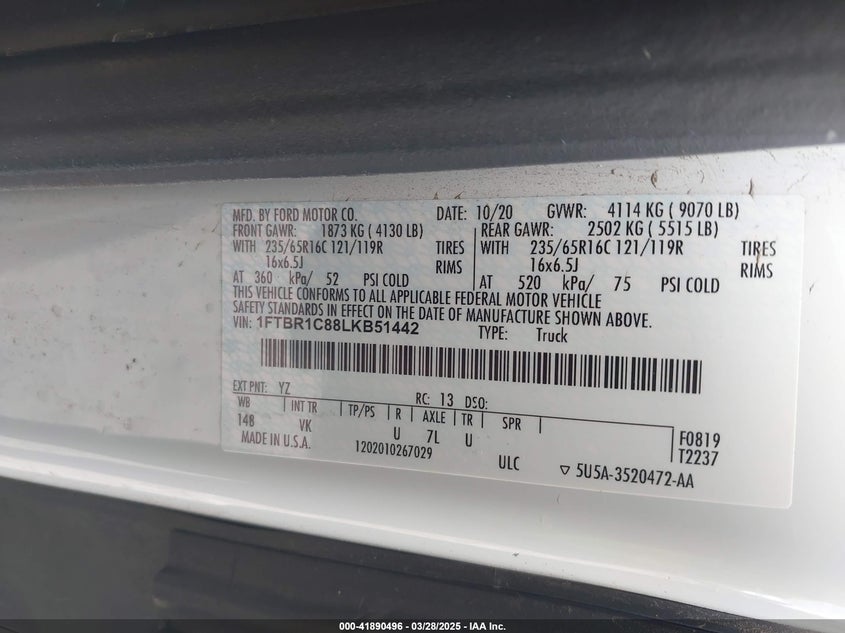 MFD. BY FORD MOTOR CO. DATE: 10/20 GVWR: 4114 KG ( 9070 LB)
FRONT GAWR: 1873 KG ( 4130 LB) REAR GAWR: 2502 KG ( 5515 LB)
WITH 235/65R16C 121/119R TIRES WITH 235/65R16C 121/119R TIRES
16x6.5J RIMS 16x6.5J RIMS
AT 360 kPa/ 52 PSI COLD AT 520 kPa/ 75 PSI COLD
THIS VEHICLE CONFORMS TO ALL APPLICABLE FEDERAL MOTOR VEHICLE
SAFETY STANDARDS IN EFFECT ON THE DATE OF MANUFACTURE SHOWN ABOVE.
VIN: 1FTBR1C88LKB51442 TYPE: Truck
EXT PNT: YZ RC: 13 DSO:
WB INT TR TP/PS R AXLE TR SPR
148 VK U 7L U F0819
MADE IN U.S.A. 1202010267029 T2237
ULC ▽ 5U5A-3520472-AA
000-41890496 - 03/28/2025 - IAA Inc.